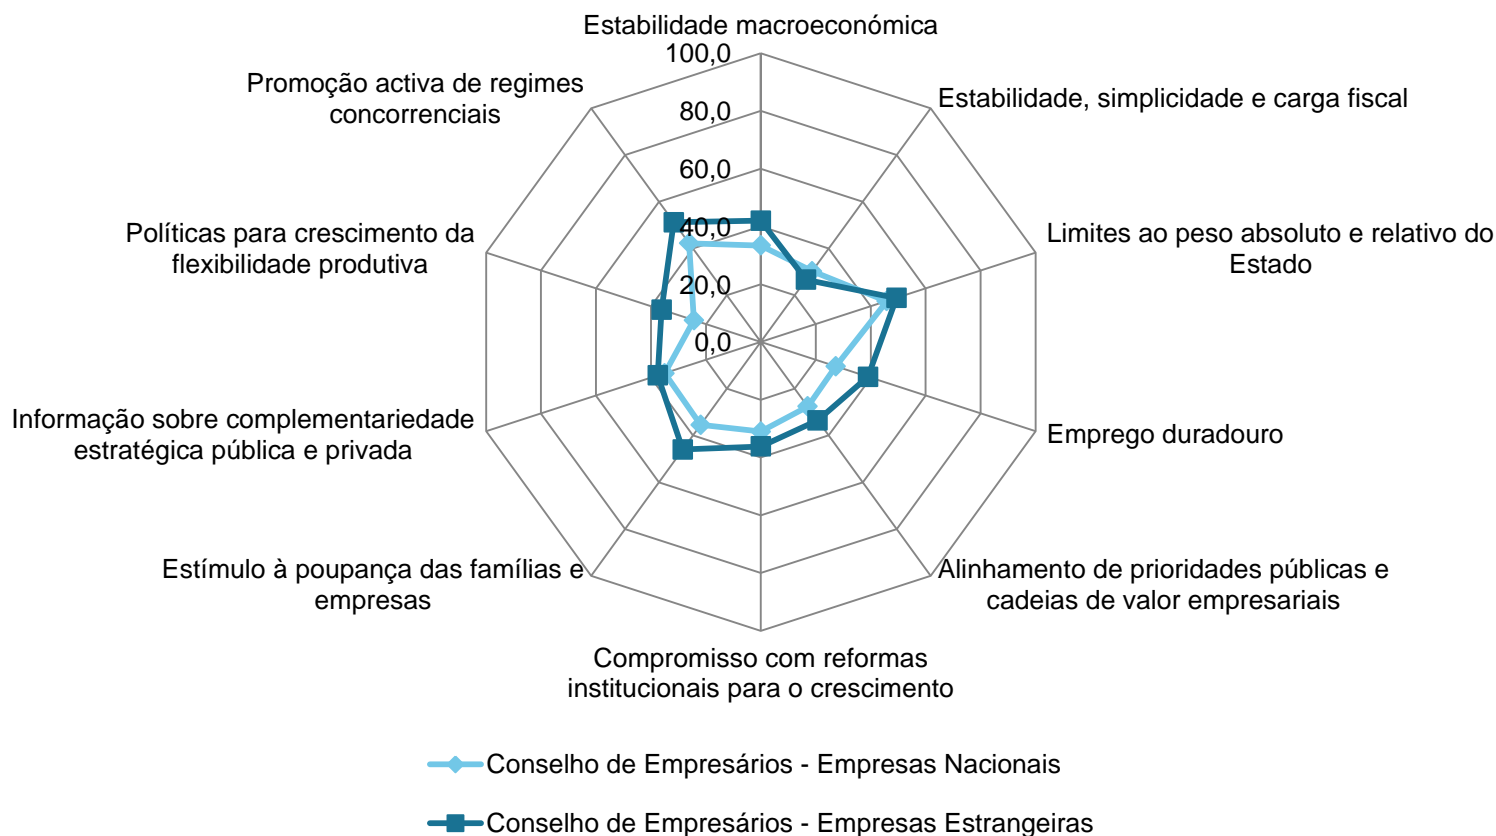 Estabilidade macroeconómica
100,0
80,0
60,0
40,0
20,0
0,0
Estabilidade, simplicidade e carga fiscal
Limites ao peso absoluto e relativo do
Estado
Emprego duradouro
Alinhamento de prioridades públicas e
cadeias de valor empresariais
Compromisso com reformas
institucionais para o crescimento
Estímulo à poupança das famílias e
empresas
Informação sobre complementariedade
estratégica pública e privada
Políticas para crescimento da
flexibilidade produtiva
Promoção activa de regimes
concorrenciais
Conselho de Empresários - Empresas Nacionais
Conselho de Empresários - Empresas Estrangeiras